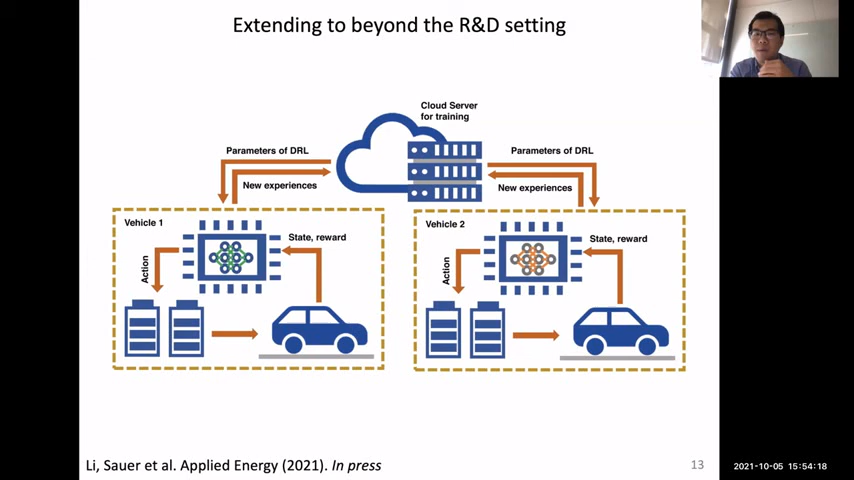 Extending to beyond the R&D setting
Cloud Server
for training
Parameters of DRL
New experiences
Parameters of DRL
New experiences
Vehicle 1
State, reward
Action
Vehicle 2
State, reward
Action
Li, Sauer et al. Applied Energy (2021). In press
13
2021-10-05 15:54:18